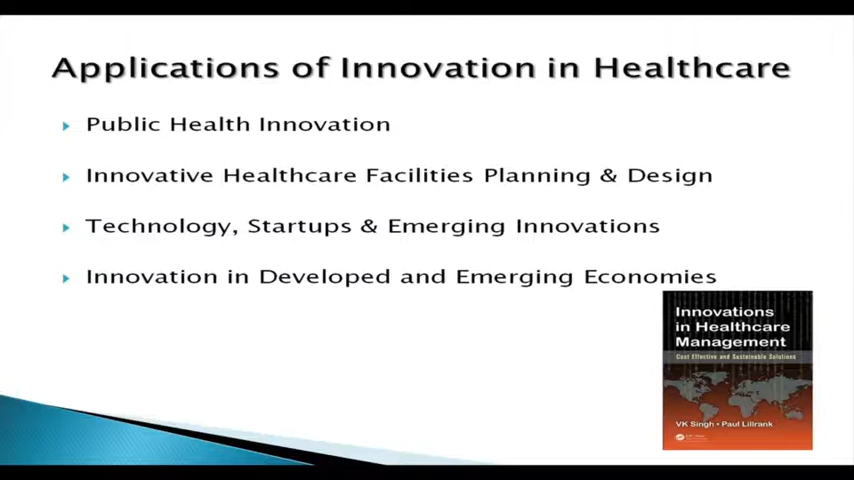 Applications of Innovation in Healthcare
Public Health Innovation
Innovative Healthcare Facilities Planning & Design
Technology, Startups & Emerging Innovations
Innovation in Developed and Emerging Economies
Innovations
in Healthcare
Management
Cost Effective and Sustainable Solutions
VK Singh • Paul Lillrank